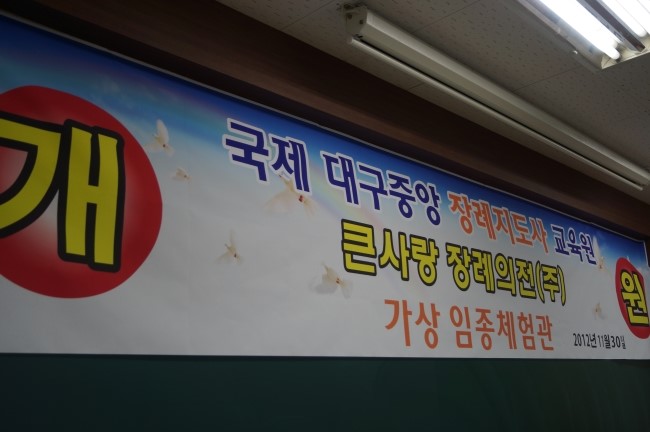 개
국제 대구중앙 장례지도사 교육원
큰사랑 장례의전(주)
가상 임종체험관
2012년 11월 30일
원